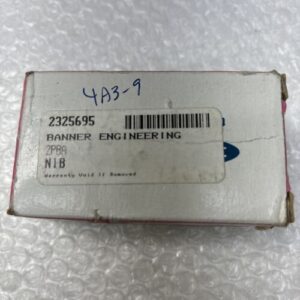 4A3-9
2325695
BANNER ENGINEERING
2PBA
NIB
Warranty Void If Removed